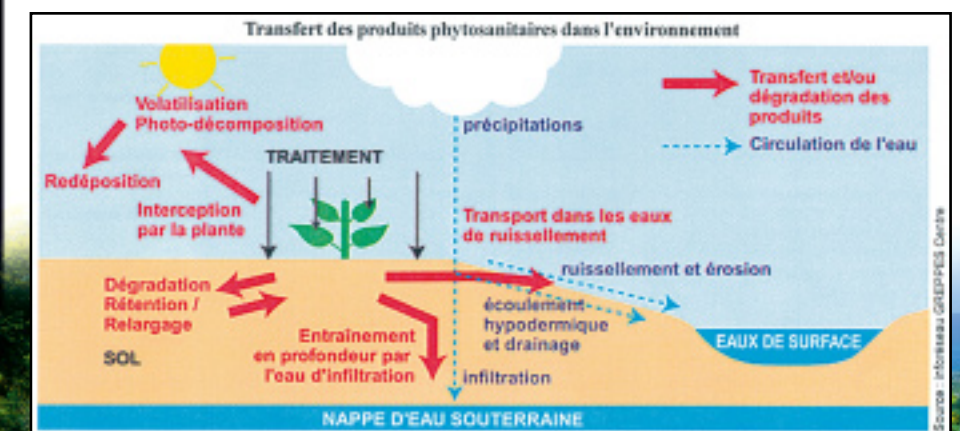 Transfert des produits phytosanitaires dans l'environnement
Volatilisation
Photo-décomposition
Redéposition
Interception
par la plante
TRAITEMENT
précipitations
Transfert et/ou
dégradation des
produits
Circulation de l'eau
Transport dans les eaux
de ruissellement
ruissellement et érosion
Dégradation
Rétention /
Relargage
SOL
Entraînement
en profondeur par
l'eau d'infiltration
écoulement
hypodermique
et drainage
infiltration
EAUX DE SURFACE
NAPPE D'EAU SOUTERRAINE
Source : inforéseau GREPPES Centre